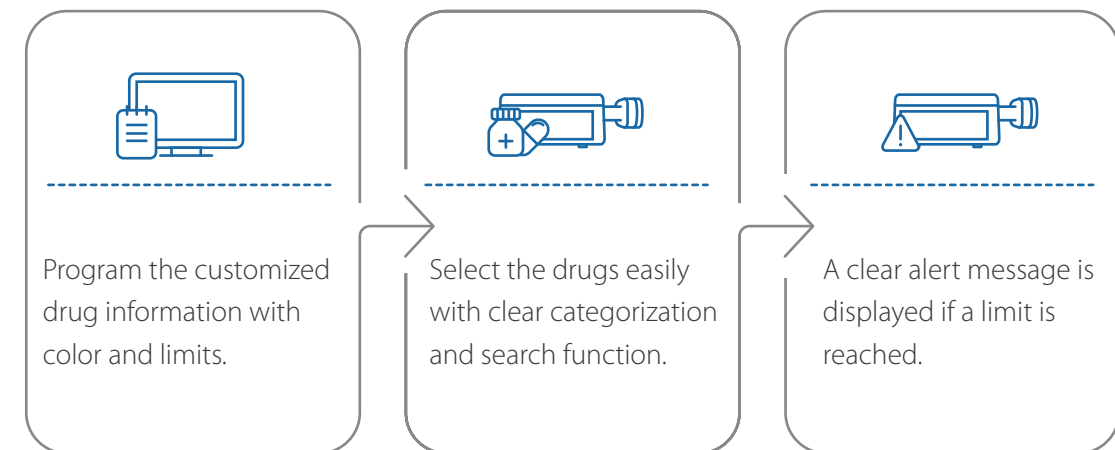 Program the customized
drug information with
color and limits.
Select the drugs easily
with clear categorization
and search function.
A clear alert message is
displayed if a limit is
reached.